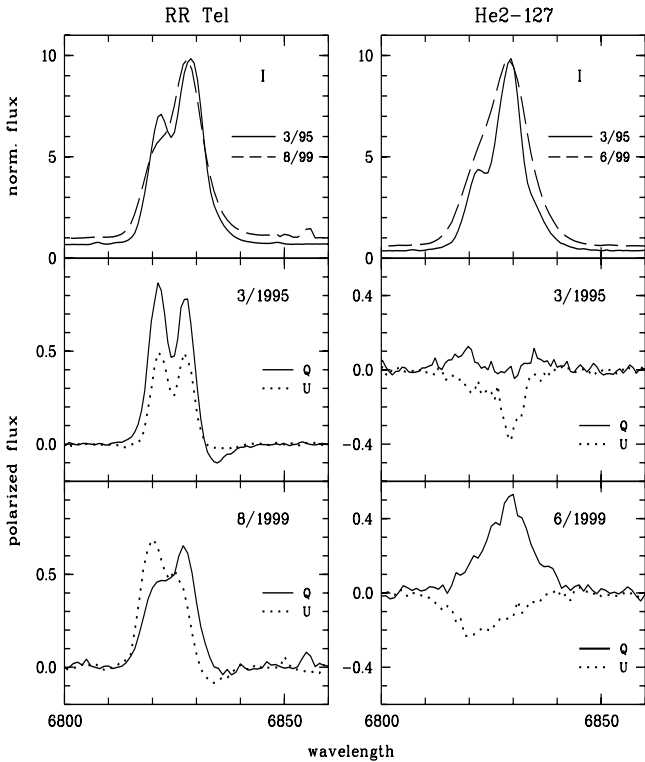 RR Tel
He2-127
norm. flux
10
5
0
I
3/95
8/99
10
5
0
I
3/95
6/99
polarized flux
0.5
0.0
3/1995
Q
U
0.4
0.0
-0.4
3/1995
Q
U
0.5
0.0
8/1999
Q
U
0.4
0.0
-0.4
6/1999
Q
U
6800
6850
6800
6850
wavelength